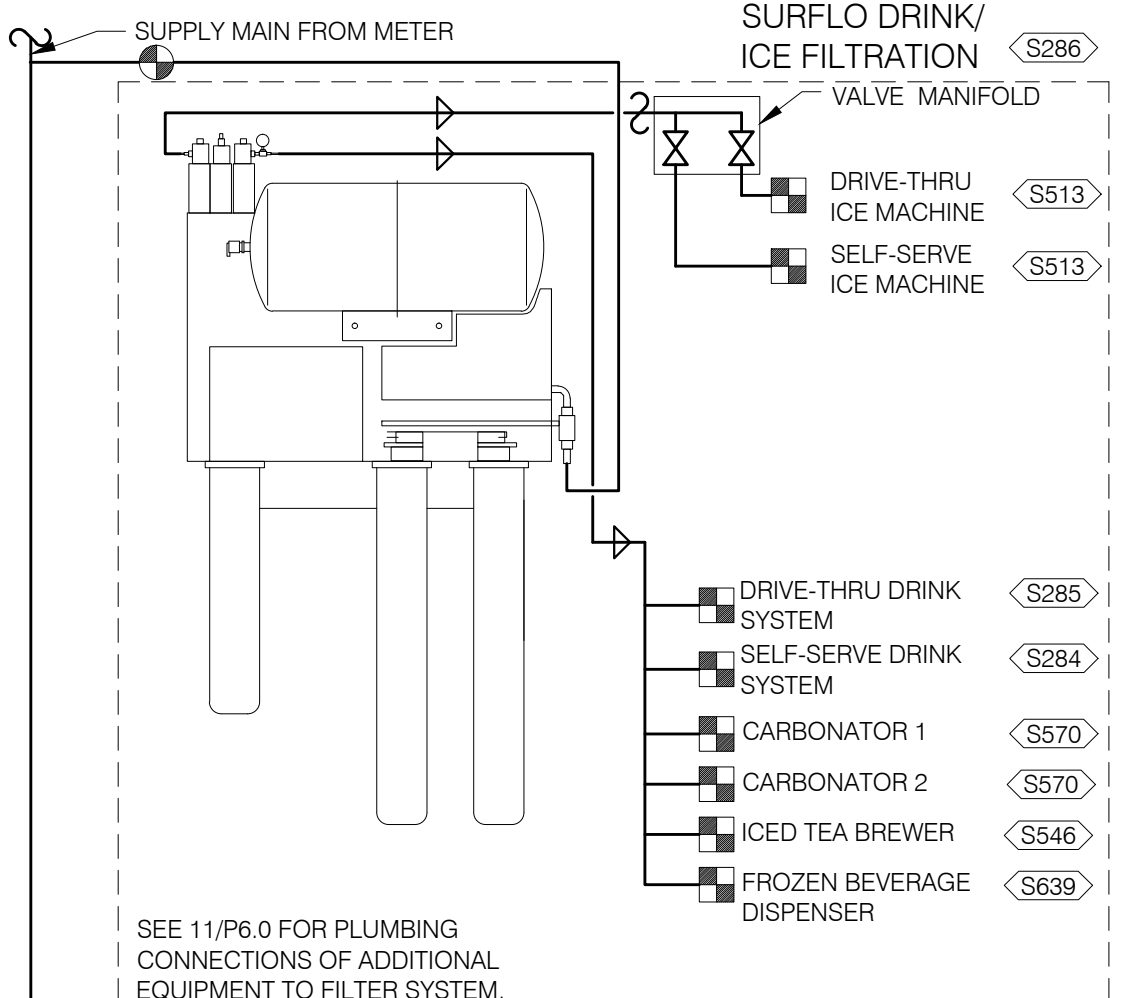 SUPPLY MAIN FROM METER
SURFLO DRINK/
ICE FILTRATION
S286
VALVE MANIFOLD
DRIVE-THRU
ICE MACHINE
S513
SELF-SERVE
ICE MACHINE
S513
DRIVE-THRU DRINK
SYSTEM
S285
SELF-SERVE DRINK
SYSTEM
S284
CARBONATOR 1
S570
CARBONATOR 2
S570
ICED TEA BREWER
S546
FROZEN BEVERAGE
DISPENSER
S639
SEE 11/P6.0 FOR PLUMBING
CONNECTIONS OF ADDITIONAL
EQUIPMENT TO FILTER SYSTEM.